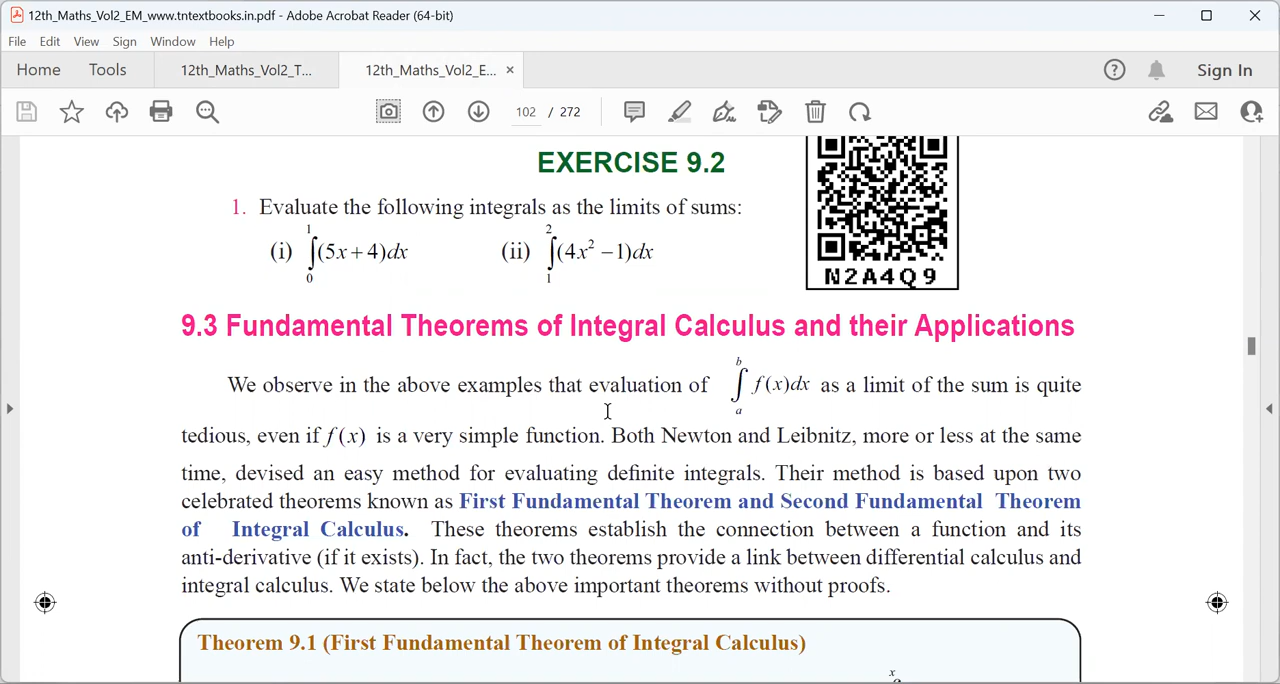 12th_Maths_Vol2_EM_www.tntextbooks.in.pdf - Adobe Acrobat Reader (64-bit)
File Edit View Sign Window Help
Home Tools 12th_Maths_Vol2_T... 12th_Maths_Vol2_E... × Sign In
102 / 272
EXERCISE 9.2
1. Evaluate the following integrals as the limits of sums:
(i) ∫₀¹(5x + 4)dx (ii) ∫₁²(4x² − 1)dx
N2A4Q9
9.3 Fundamental Theorems of Integral Calculus and their Applications
We observe in the above examples that evaluation of ∫ₐᵇ f(x)dx as a limit of the sum is quite
tedious, even if f(x) is a very simple function. Both Newton and Leibnitz, more or less at the same
time, devised an easy method for evaluating definite integrals. Their method is based upon two
celebrated theorems known as First Fundamental Theorem and Second Fundamental Theorem
of Integral Calculus. These theorems establish the connection between a function and its
anti-derivative (if it exists). In fact, the two theorems provide a link between differential calculus and
integral calculus. We state below the above important theorems without proofs.
Theorem 9.1 (First Fundamental Theorem of Integral Calculus)
x